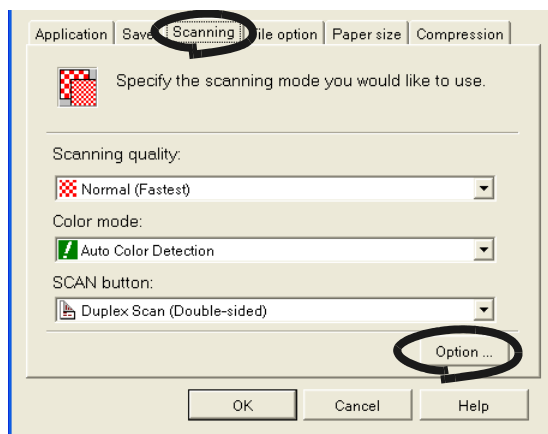 Application Save Scanning ile option Paper size Compression
Specify the scanning mode you would like to use.
Scanning quality:
Normal (Fastest)
Color mode:
Auto Color Detection
SCAN button:
Duplex Scan (Double-sided)
Option ...
OK Cancel Help